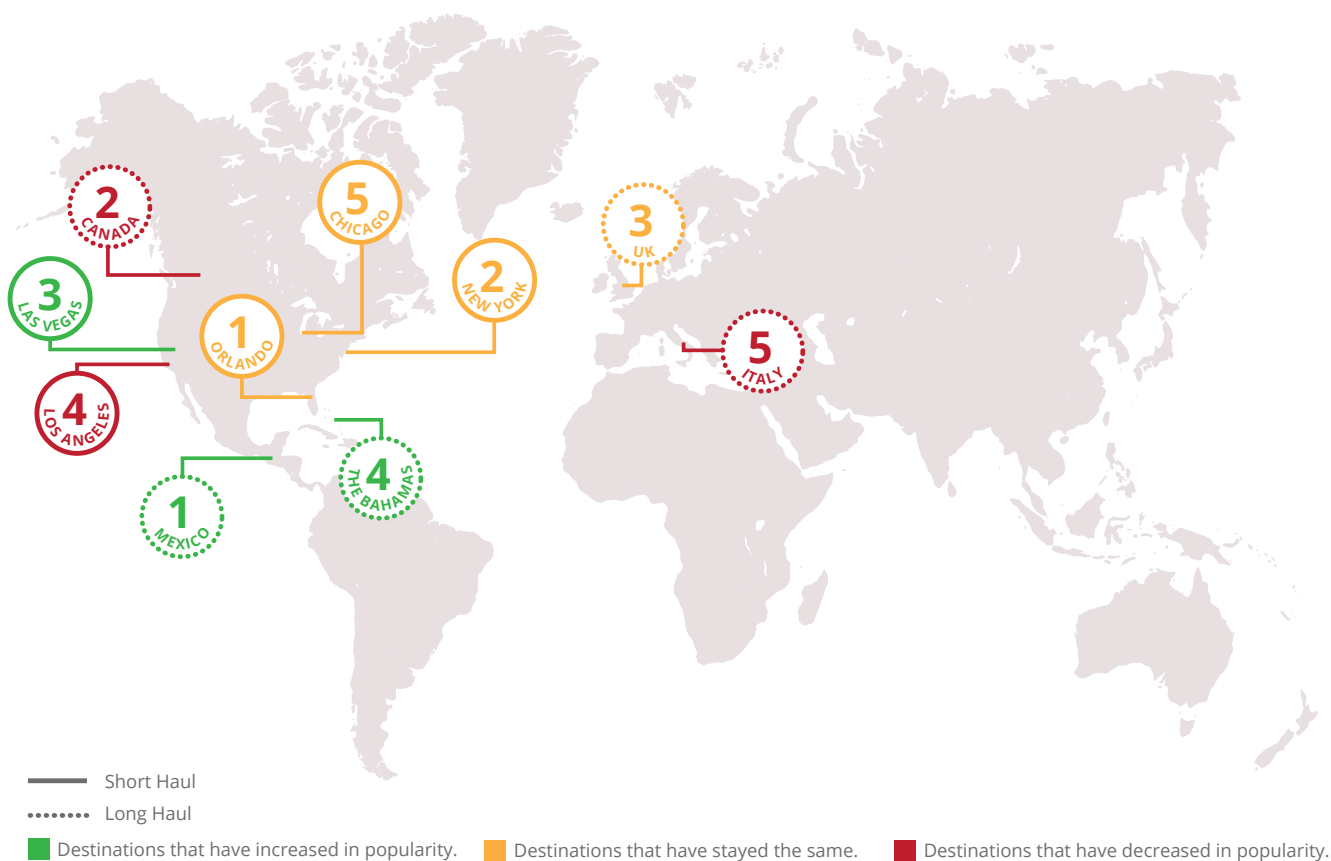 2
CANADA
5
CHICAGO
3
UK
2
NEW YORK
3
LAS VEGAS
1
ORLANDO
5
ITALY
4
LOS ANGELES
4
THE BAHAMAS
1
MEXICO
Short Haul
Long Haul
Destinations that have increased in popularity.
Destinations that have stayed the same.
Destinations that have decreased in popularity.